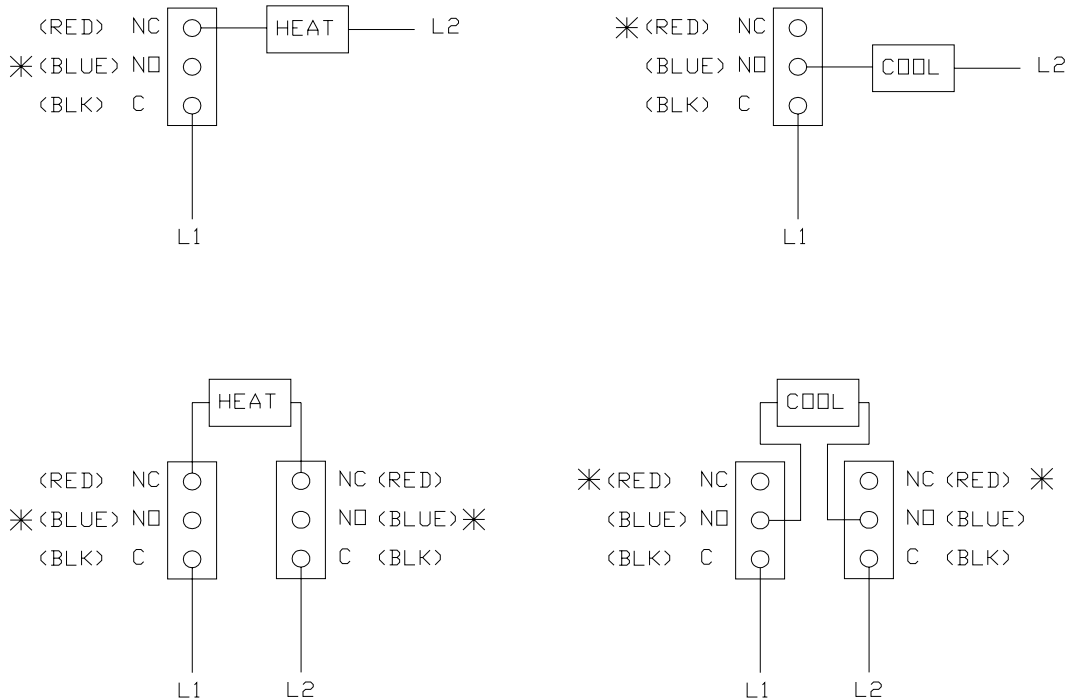 (RED) NC HEAT L2
✳(BLUE) NO
(BLK) C
L1
✳(RED) NC
(BLUE) NO COOL L2
(BLK) C
L1
HEAT
(RED) NC NC (RED)
✳(BLUE) NO NO (BLUE)✳
(BLK) C C (BLK)
L1 L2
COOL
✳(RED) NC NC (RED) ✳
(BLUE) NO NO (BLUE)
(BLK) C C (BLK)
L1 L2